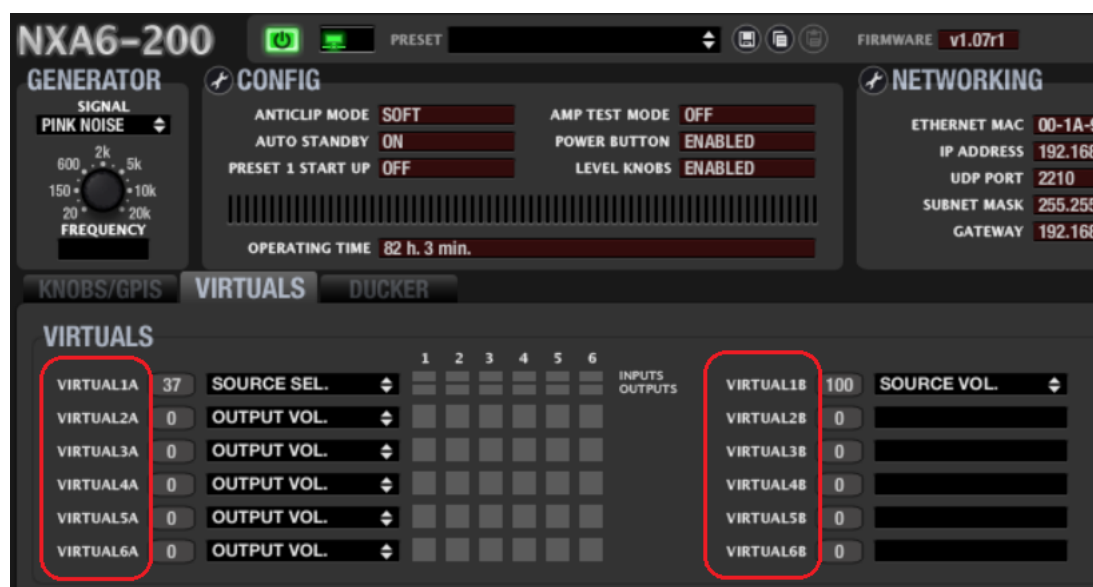 NXA6-200
PRESET
FIRMWARE v1.07r1
GENERATOR
SIGNAL
PINK NOISE
2k
600 5k
150 10k
20 20k
FREQUENCY
CONFIG
ANTICLIP MODE SOFT AMP TEST MODE OFF
AUTO STANDBY ON POWER BUTTON ENABLED
PRESET 1 START UP OFF LEVEL KNOBS ENABLED
OPERATING TIME 82 h. 3 min.
NETWORKING
ETHERNET MAC 00-1A-9
IP ADDRESS 192.168
UDP PORT 2210
SUBNET MASK 255.255
GATEWAY 192.168
KNOBS/GPIS VIRTUALS DUCKER
VIRTUALS
1 2 3 4 5 6
INPUTS
OUTPUTS
VIRTUAL1A 37 SOURCE SEL. VIRTUAL1B 100 SOURCE VOL.
VIRTUAL2A 0 OUTPUT VOL. VIRTUAL2B 0
VIRTUAL3A 0 OUTPUT VOL. VIRTUAL3B 0
VIRTUAL4A 0 OUTPUT VOL. VIRTUAL4B 0
VIRTUAL5A 0 OUTPUT VOL. VIRTUAL5B 0
VIRTUAL6A 0 OUTPUT VOL. VIRTUAL6B 0